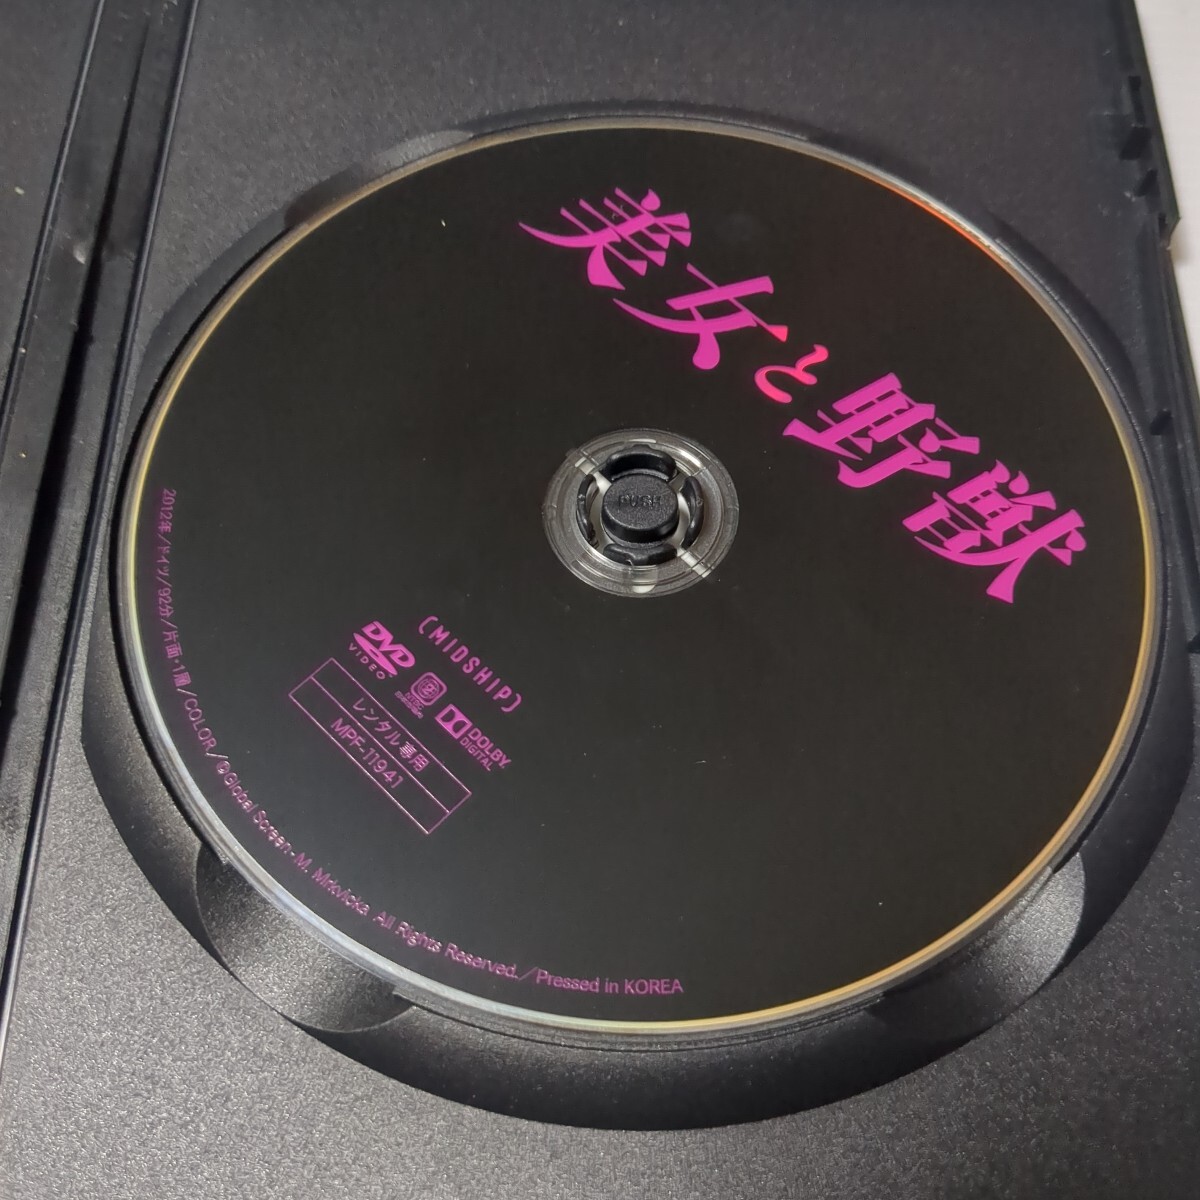 美女と野獣
PUSH
(MIDSHIP)
DVD
VIDEO
DOLBY
DIGITAL
レンタル専用
MPF-11941
2012年/ドイツ/92分/片面・1層/COLOR/©Global Screen- M. Mrkvicka All Rights Reserved./Pressed in KOREA